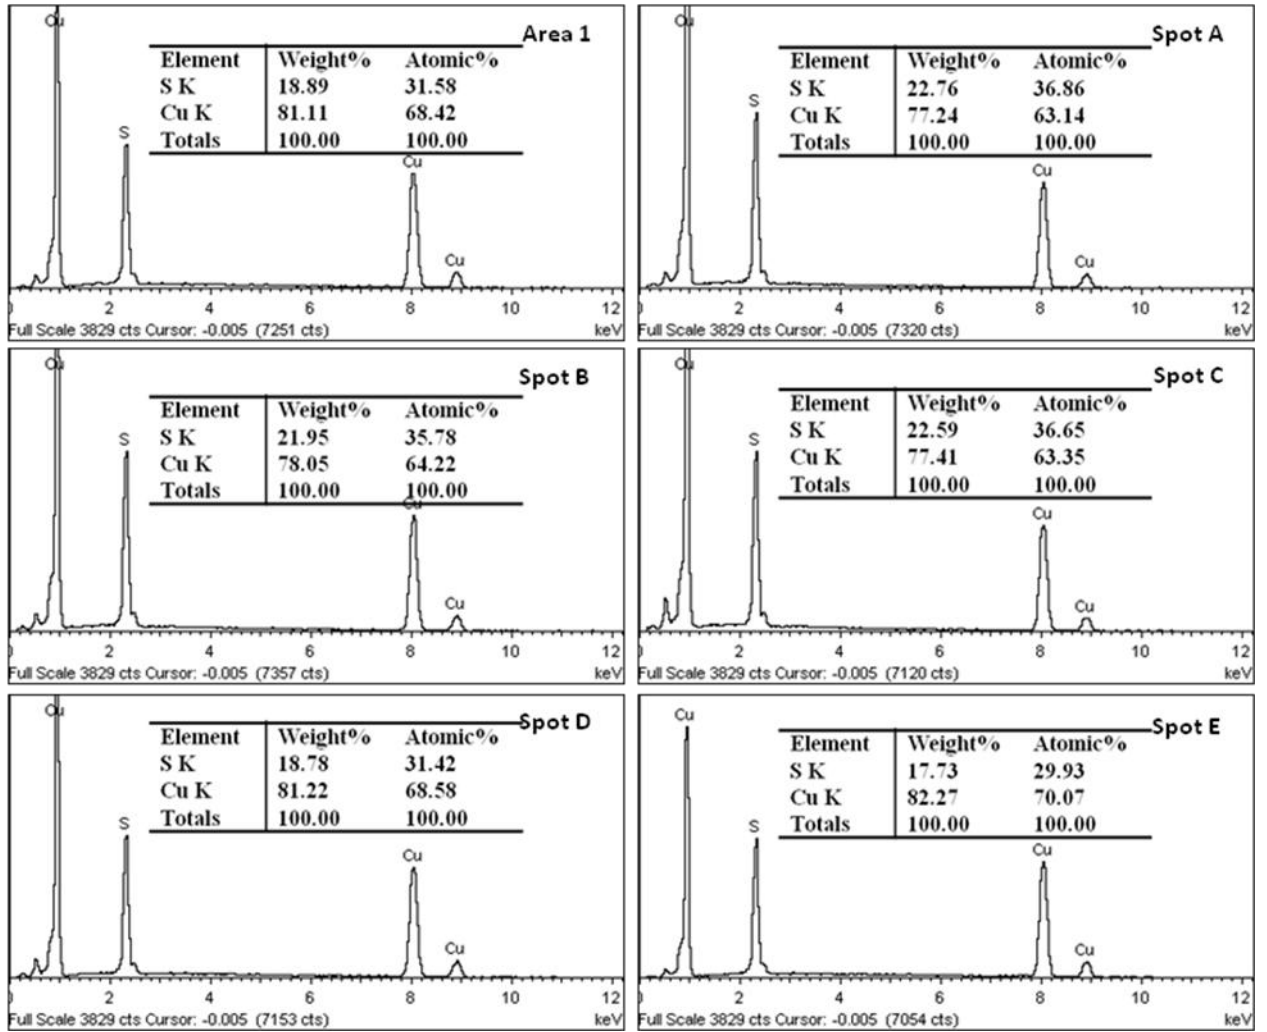 Cu
Area 1
Element Weight% Atomic%
S K 18.89 31.58
Cu K 81.11 68.42
Totals 100.00 100.00
S
Cu
Cu
2 4 6 8 10 12
Full Scale 3829 cts Cursor: -0.005 (7251 cts) keV
Cu
Spot A
Element Weight% Atomic%
S K 22.76 36.86
Cu K 77.24 63.14
Totals 100.00 100.00
S
Cu
Cu
2 4 6 8 10 12
Full Scale 3829 cts Cursor: -0.005 (7320 cts) keV
Cu
Spot B
Element Weight% Atomic%
S K 21.95 35.78
Cu K 78.05 64.22
Totals 100.00 100.00
S
Cu
Cu
2 4 6 8 10 12
Full Scale 3829 cts Cursor: -0.005 (7357 cts) keV
Cu
Spot C
Element Weight% Atomic%
S K 22.59 36.65
Cu K 77.41 63.35
Totals 100.00 100.00
S
Cu
Cu
2 4 6 8 10 12
Full Scale 3829 cts Cursor: -0.005 (7120 cts) keV
Cu
Spot D
Element Weight% Atomic%
S K 18.78 31.42
Cu K 81.22 68.58
Totals 100.00 100.00
S
Cu
Cu
2 4 6 8 10 12
Full Scale 3829 cts Cursor: -0.005 (7153 cts) keV
Cu
Spot E
Element Weight% Atomic%
S K 17.73 29.93
Cu K 82.27 70.07
Totals 100.00 100.00
S
Cu
Cu
2 4 6 8 10 12
Full Scale 3829 cts Cursor: -0.005 (7054 cts) keV